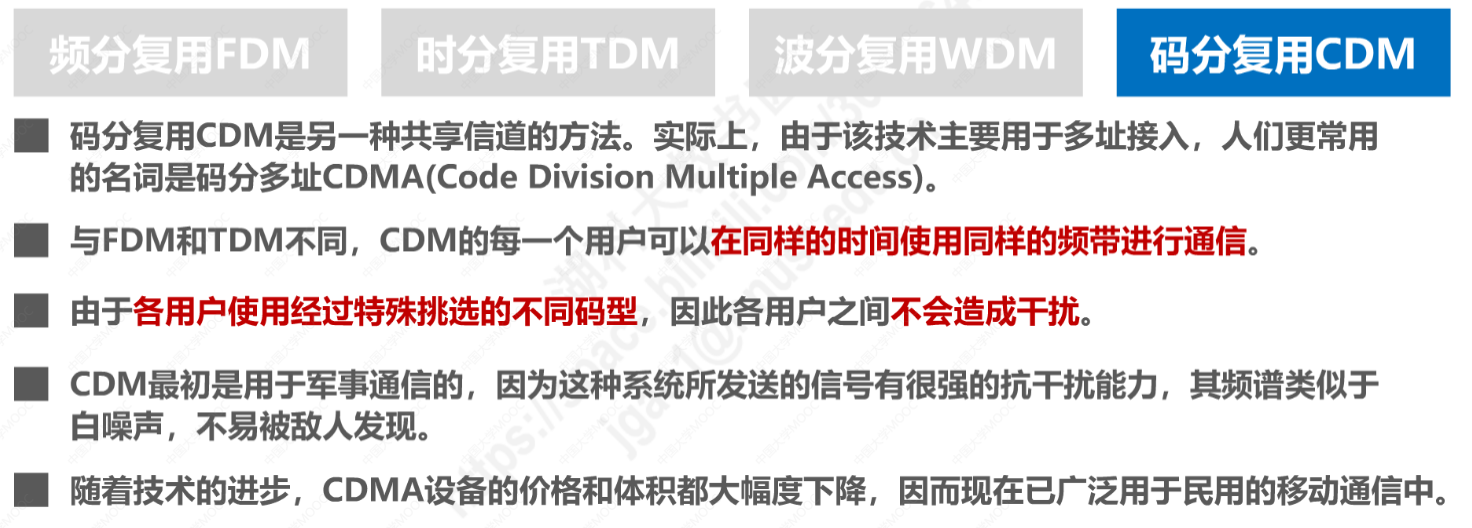 频分复用FDM
时分复用TDM
波分复用WDM
码分复用CDM
码分复用CDM是另一种共享信道的方法。实际上，由于该技术主要用于多址接入，人们更常用
的名词是码分多址CDMA(Code Division Multiple Access)。
与FDM和TDM不同，CDM的每一个用户可以在同样的时间使用同样的频带进行通信。
由于各用户使用经过特殊挑选的不同码型，因此各用户之间不会造成干扰。
CDM最初是用于军事通信的，因为这种系统所发送的信号有很强的抗干扰能力，其频谱类似于
白噪声，不易被敌人发现。
随着技术的进步，CDMA设备的价格和体积都大幅度下降，因而现在已广泛用于民用的移动通信中。